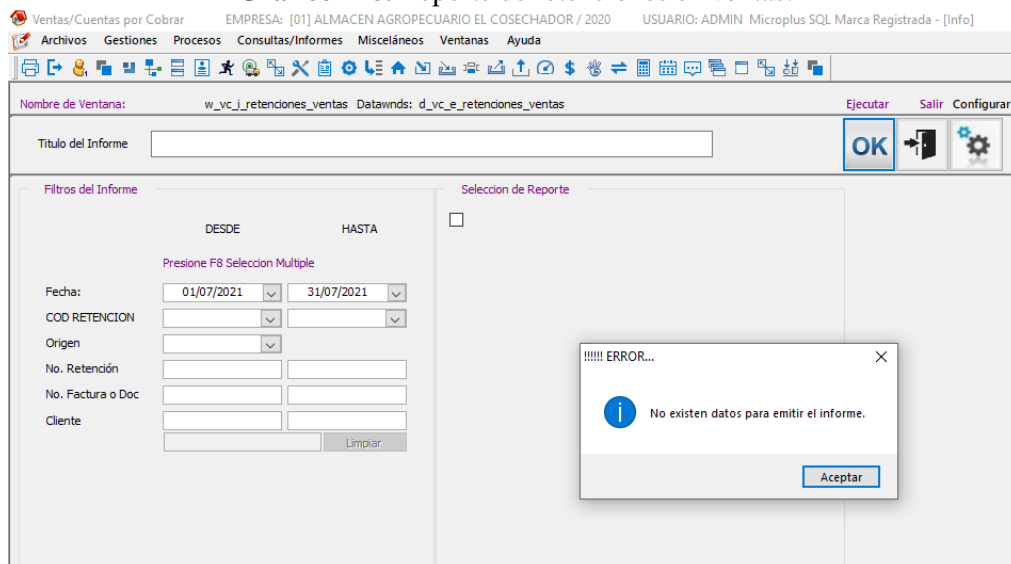 Ventas/Cuentas por Cobrar EMPRESA: [01] ALMACEN AGROPECUARIO EL COSECHADOR / 2020 USUARIO: ADMIN Microplus SQL Marca Registrada - [Info]
Archivos Gestiones Procesos Consultas/Informes Misceláneos Ventanas Ayuda
Nombre de Ventana: w_vc_i_retenciones_ventas Datawnds: d_vc_e_retenciones_ventas Ejecutar Salir Configurar
Titulo del Informe OK
Filtros del Informe Seleccion de Reporte
DESDE HASTA
Presione F8 Seleccion Multiple
Fecha: 01/07/2021 31/07/2021
COD RETENCION
Origen
No. Retención
No. Factura o Doc
Cliente
Limpiar
!!!!!! ERROR...
No existen datos para emitir el informe.
Aceptar